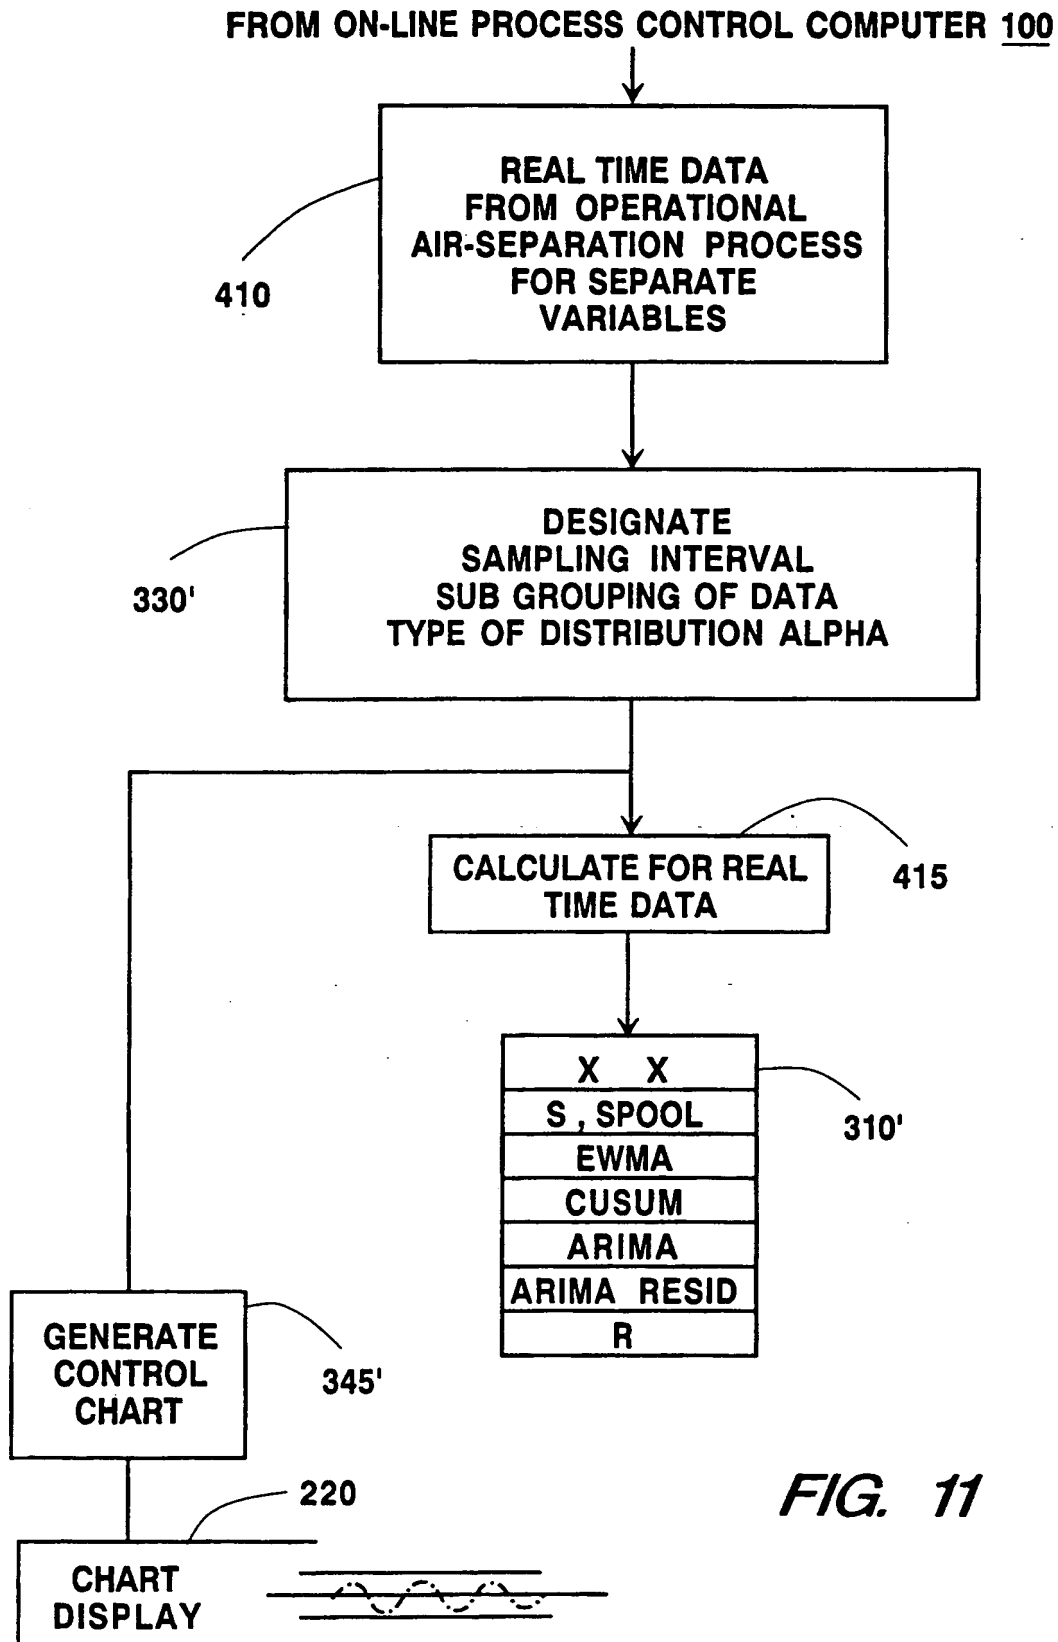 FROM ON-LINE PROCESS CONTROL COMPUTER 100
REAL TIME DATA
FROM OPERATIONAL
AIR-SEPARATION PROCESS
FOR SEPARATE
VARIABLES
410
DESIGNATE
SAMPLING INTERVAL
SUB GROUPING OF DATA
TYPE OF DISTRIBUTION ALPHA
330'
CALCULATE FOR REAL
TIME DATA
415
X X
S , SPOOL
EWMA
CUSUM
ARIMA
ARIMA RESID
R
310'
GENERATE
CONTROL
CHART
345'
220
CHART
DISPLAY
FIG. 11